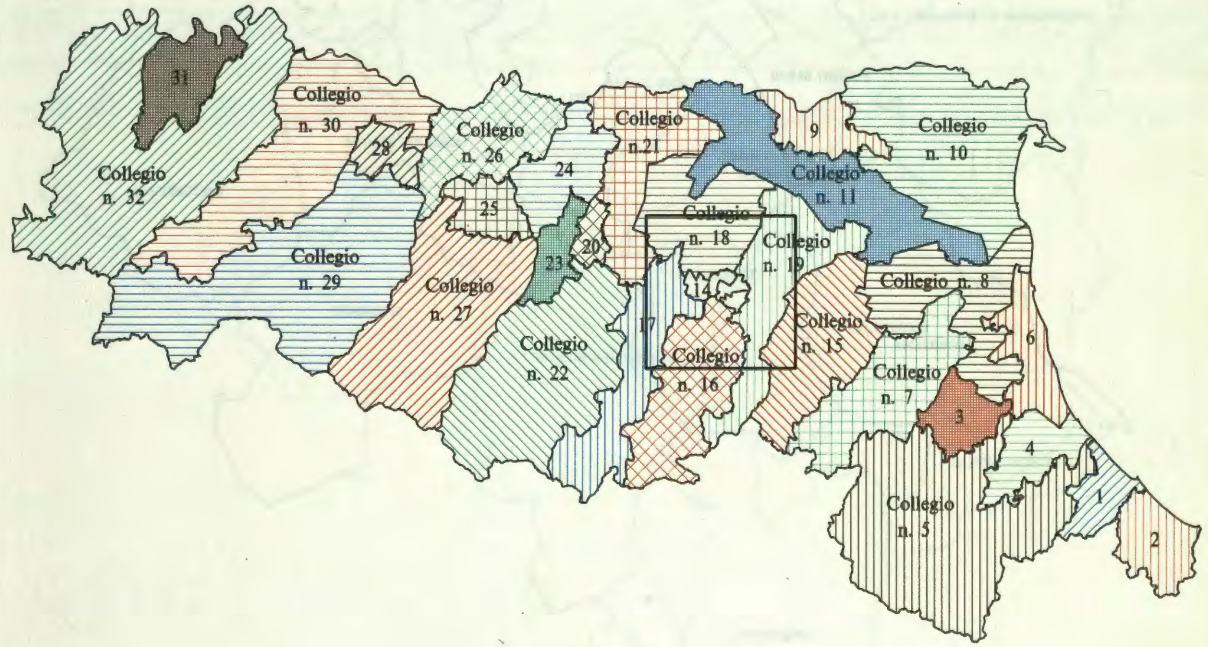 31
Collegio
n. 30
Collegio
n. 32
28
Collegio
n. 26
24
25
Collegio
n.21
9
Collegio
n. 10
Collegio
n. 11
Collegio
n. 29
Collegio
n. 27
23
20
Collegio
n. 18
Collegio
n. 19
14
17
Collegio
n. 22
Collegio
n. 16
Collegio
n. 15
Collegio n. 8
6
Collegio
n. 7
3
4
Collegio
n. 5
1
2